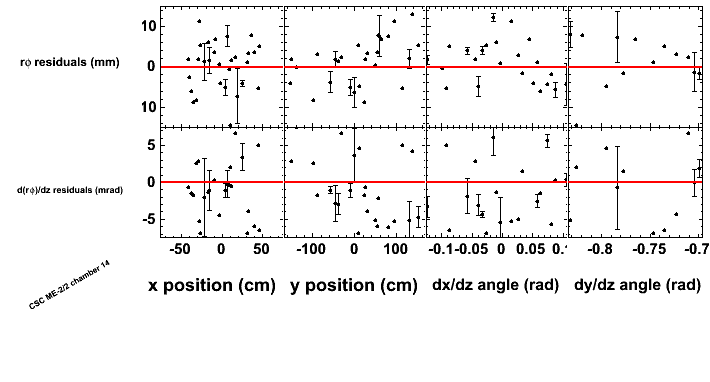 10
rϕ residuals (mm)
0
10
5
d(rϕ)/dz residuals (mrad)
0
-5
-50 0 50 -100 0 100 -0.1 -0.05 0 0.05 0.1 -0.8 -0.75 -0.7
x position (cm) y position (cm) dx/dz angle (rad) dy/dz angle (rad)
CSC ME-2/2 chamber 14